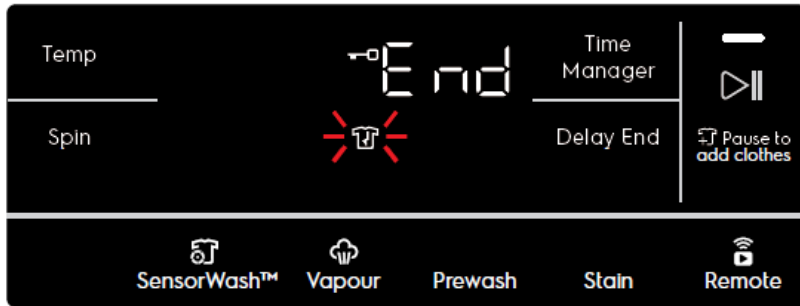 Temp
End
Time
Manager
Spin
Delay End
Pause to
add clothes
SensorWash™
Vapour
Prewash
Stain
Remote